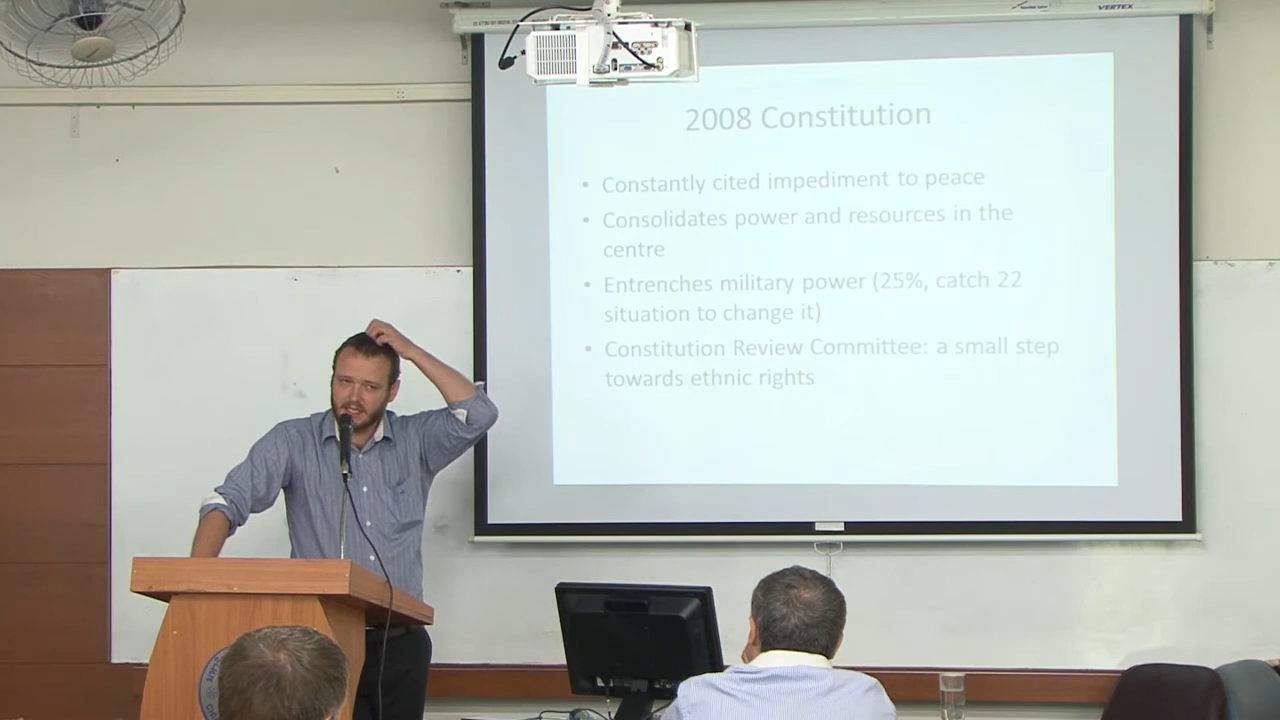 VERTEX
2008 Constitution
• Constantly cited impediment to peace
• Consolidates power and resources in the
centre
• Entrenches military power (25%, catch 22
situation to change it)
• Constitution Review Committee: a small step
towards ethnic rights